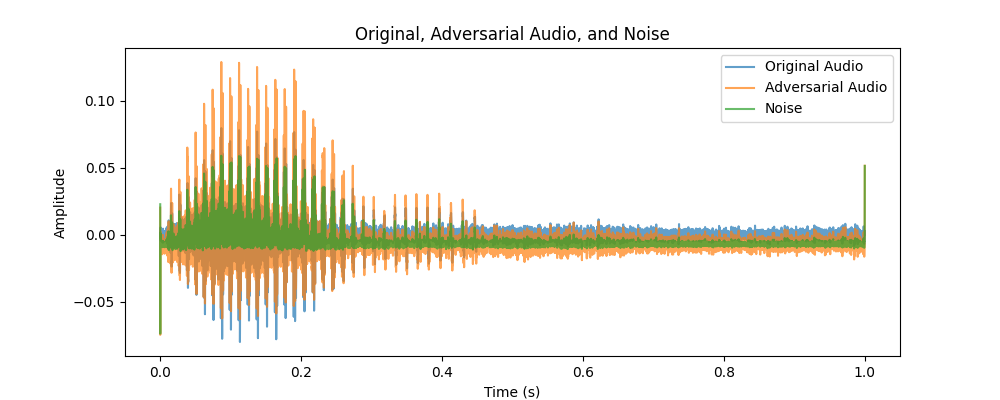 Original, Adversarial Audio, and Noise
Original Audio
Adversarial Audio
Noise
Amplitude
0.10
0.05
0.00
−0.05
0.0
0.2
0.4
0.6
0.8
1.0
Time (s)